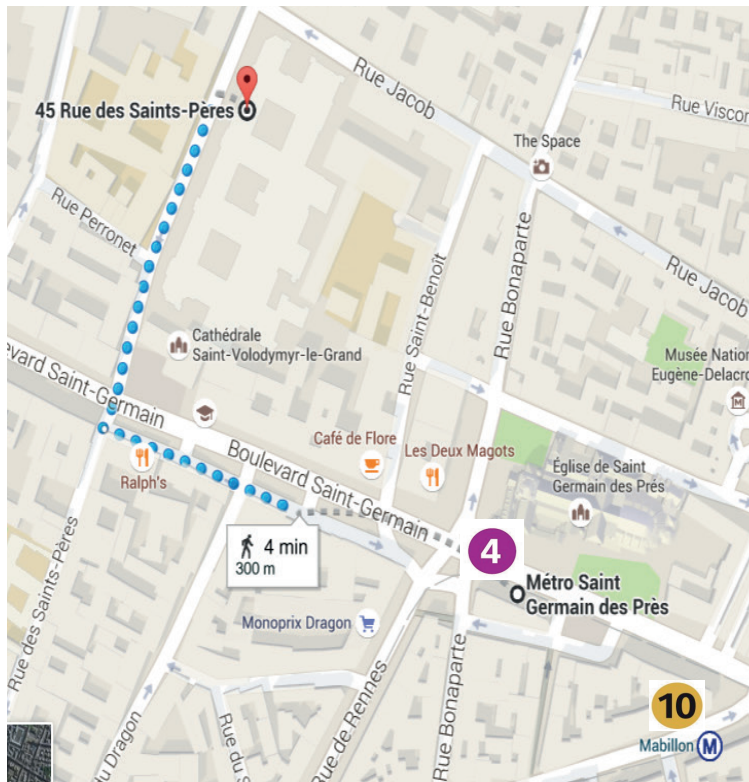 Rue Jacob
45 Rue des Saints-Pères
Rue Viscon
The Space
Rue Perronet
Rue Saint-Benoît
Rue Bonaparte
Rue Jacob
Cathédrale
Saint-Volodymyr-le-Grand
Musée Nation
Eugène-Delacro
evard Saint-Germain
Café de Flore
Les Deux Magots
Boulevard Saint-Germain
Ralph's
Église de Saint
Germain des Prés
4 min
300 m
4
Métro Saint
Germain des Près
Monoprix Dragon
Rue des Saints-Pères
du Dragon
Rue du S
Rue de Rennes
Rue Bonaparte
10
Mabillon M